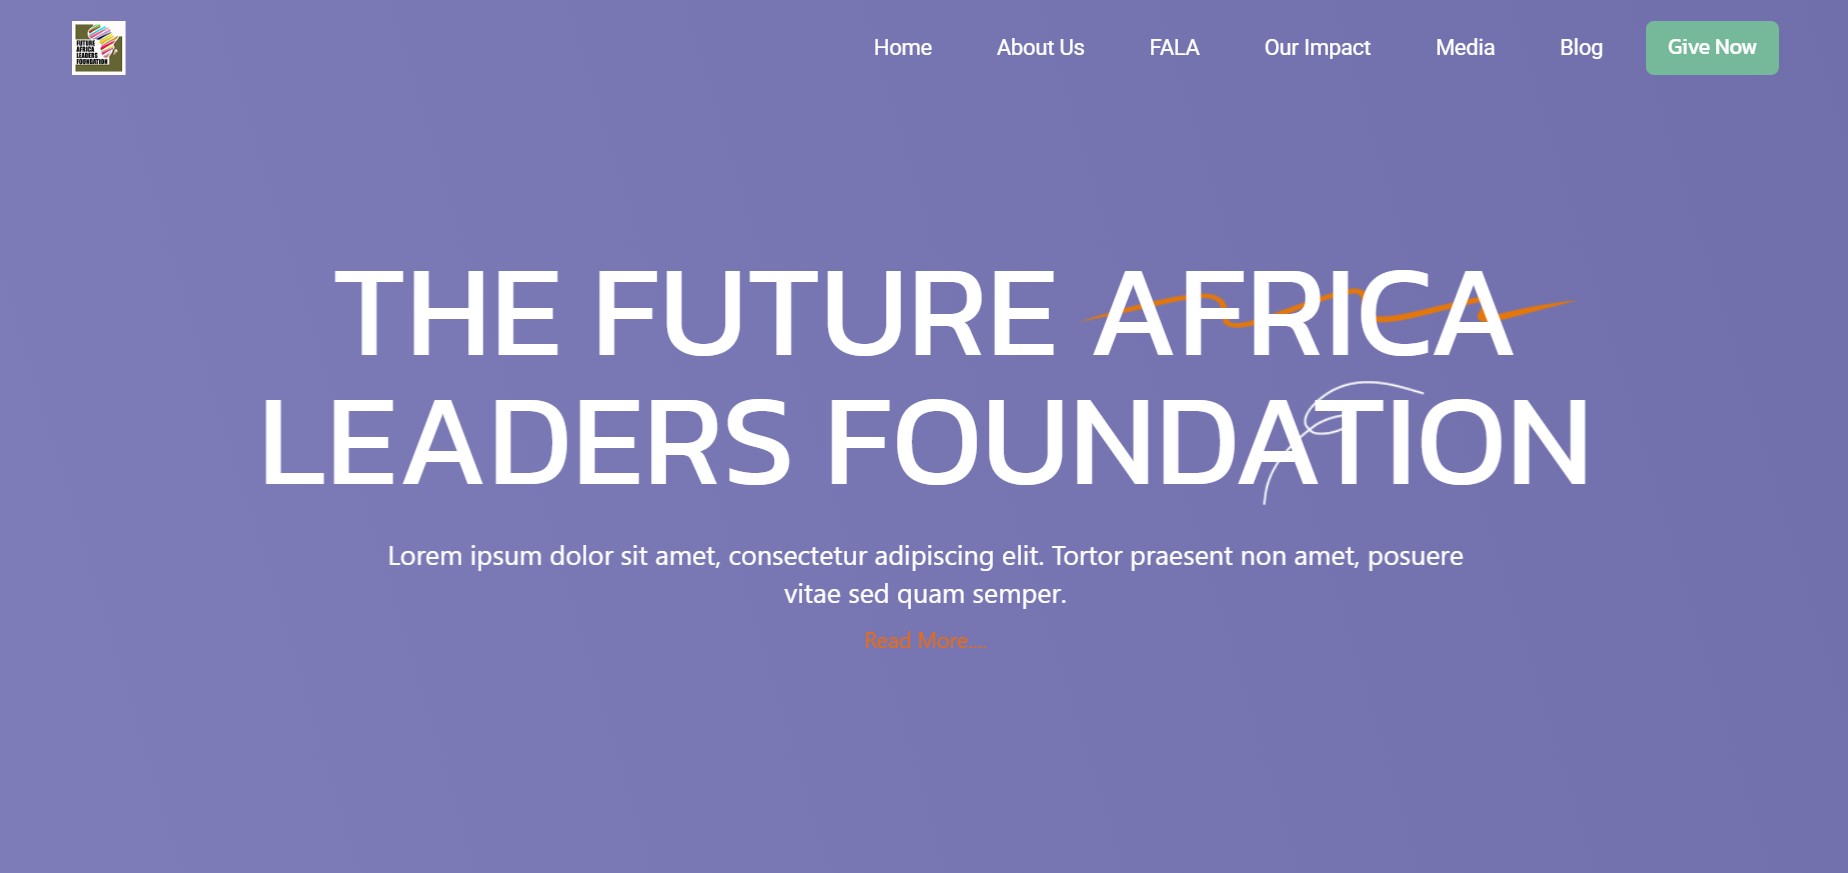 FUTURE
AFRICA
LEADERS
FOUNDATION
Home About Us FALA Our Impact Media Blog Give Now
THE FUTURE AFRICA
LEADERS FOUNDATION
Lorem ipsum dolor sit amet, consectetur adipiscing elit. Tortor praesent non amet, posuere
vitae sed quam semper.
Read More....